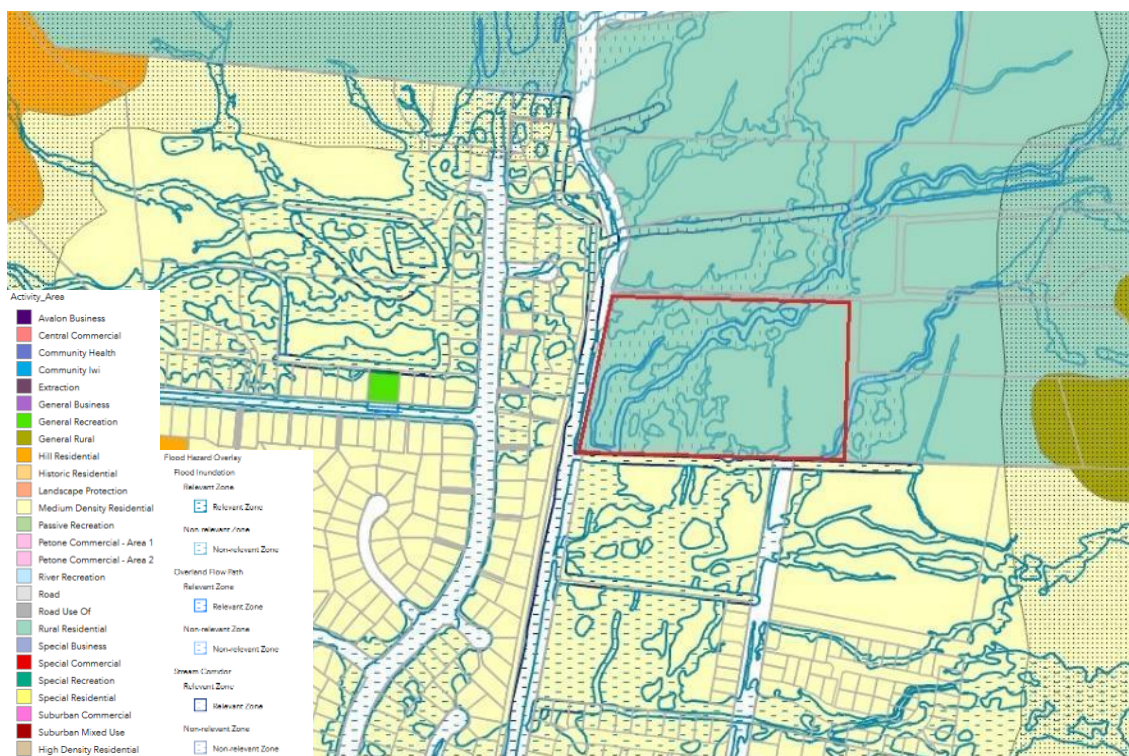 Activity_Area
Avalon Business
Central Commercial
Community Health
Community Iwi
Extraction
General Business
General Recreation
General Rural
Hill Residential
Historic Residential
Landscape Protection
Medium Density Residential
Passive Recreation
Petone Commercial - Area 1
Petone Commercial - Area 2
River Recreation
Road
Road Use Of
Rural Residential
Special Business
Special Commercial
Special Recreation
Special Residential
Suburban Commercial
Suburban Mixed Use
High Density Residential
Flood Hazard Overlay
Flood Inundation
Relevant Zone
Relevant Zone
Non-relevant Zone
Non-relevant Zone
Overland Flow Path
Relevant Zone
Relevant Zone
Non-relevant Zone
Non-relevant Zone
Stream Corridor
Relevant Zone
Relevant Zone
Non-relevant Zone
Non-relevant Zone